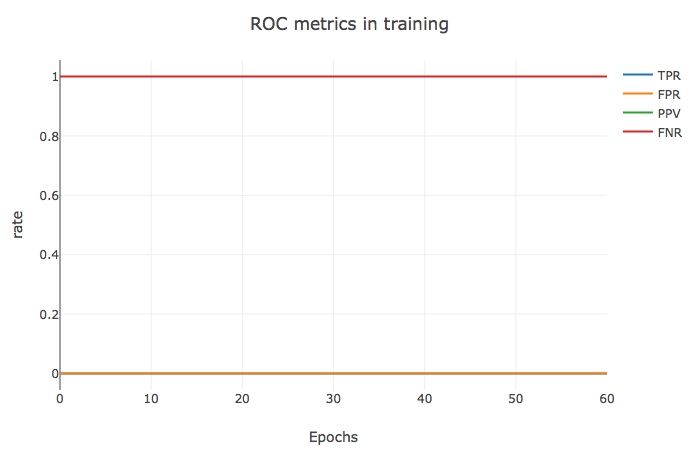 ROC metrics in training
TPR
FPR
PPV
FNR
1
0.8
0.6
0.4
0.2
0
rate
0 10 20 30 40 50 60
Epochs